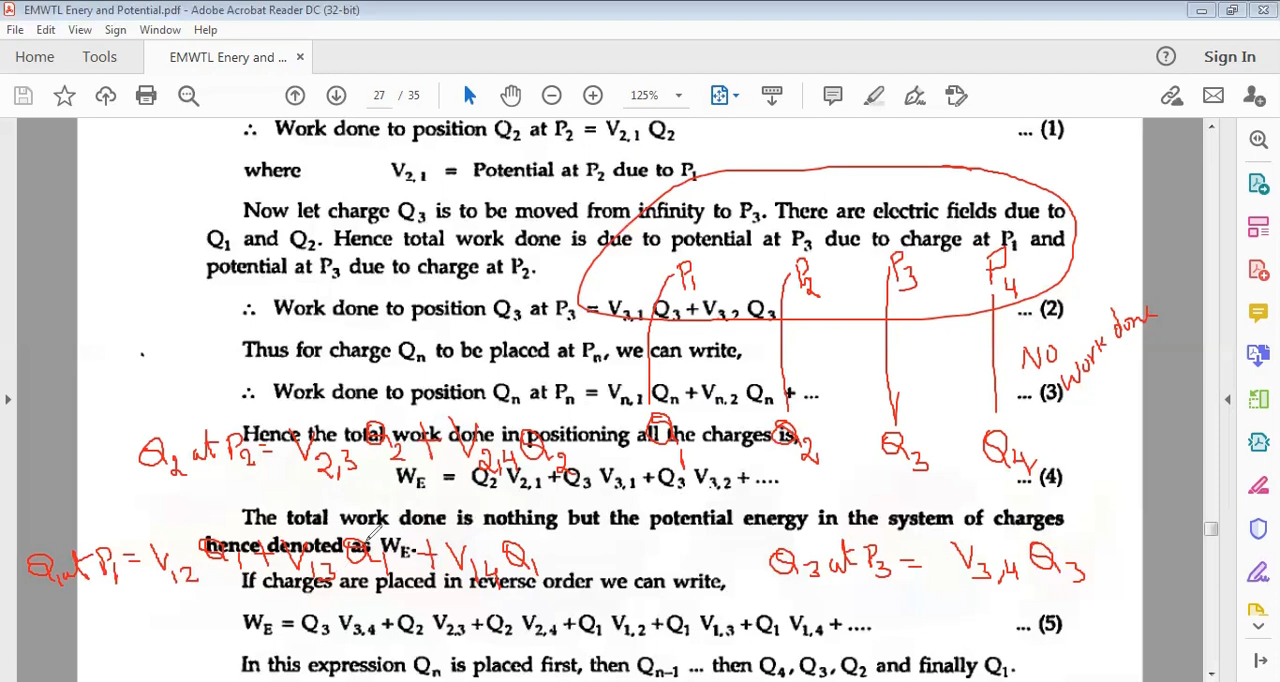 EMWTL Enery and Potential.pdf - Adobe Acrobat Reader DC (32-bit)
File Edit View Sign Window Help
Home Tools EMWTL Enery and ... × Sign In
27 / 35 125%
∴ Work done to position Q₂ at P₂ = V₂,₁ Q₂ ... (1)
where V₂,₁ = Potential at P₂ due to P₁
Now let charge Q₃ is to be moved from infinity to P₃. There are electric fields due to
Q₁ and Q₂. Hence total work done is due to potential at P₃ due to charge at P₁ and
potential at P₃ due to charge at P₂.
P₁ P₂ P₃ P₄
∴ Work done to position Q₃ at P₃ = V₃,₁ Q₃ + V₃,₂ Q₃ ... (2)
NO work dont
Thus for charge Qₙ to be placed at Pₙ, we can write,
∴ Work done to position Qₙ at Pₙ = Vₙ,₁ Qₙ + Vₙ,₂ Qₙ + ... ... (3)
Hence the total work done in positioning all the charges is,
Q₁ Q₂ Q₃ Q₄
Q₂ at P₂ = V₂,₃ Q₂ + V₂,₄ Q₂
W_E = Q₂ V₂,₁ + Q₃ V₃,₁ + Q₃ V₃,₂ + .... ... (4)
The total work done is nothing but the potential energy in the system of charges
hence denoted as W_E.
Q₁ at P₁ = V₁₂ Q₁ + V₁₃ Q₁ + V₁₄ Q₁
Q₃ at P₃ = V₃,₄ Q₃
If charges are placed in reverse order we can write,
W_E = Q₃ V₃,₄ + Q₂ V₂,₃ + Q₂ V₂,₄ + Q₁ V₁,₂ + Q₁ V₁,₃ + Q₁ V₁,₄ + .... ... (5)
In this expression Qₙ is placed first, then Qₙ₋₁ ... then Q₄, Q₃, Q₂ and finally Q₁.